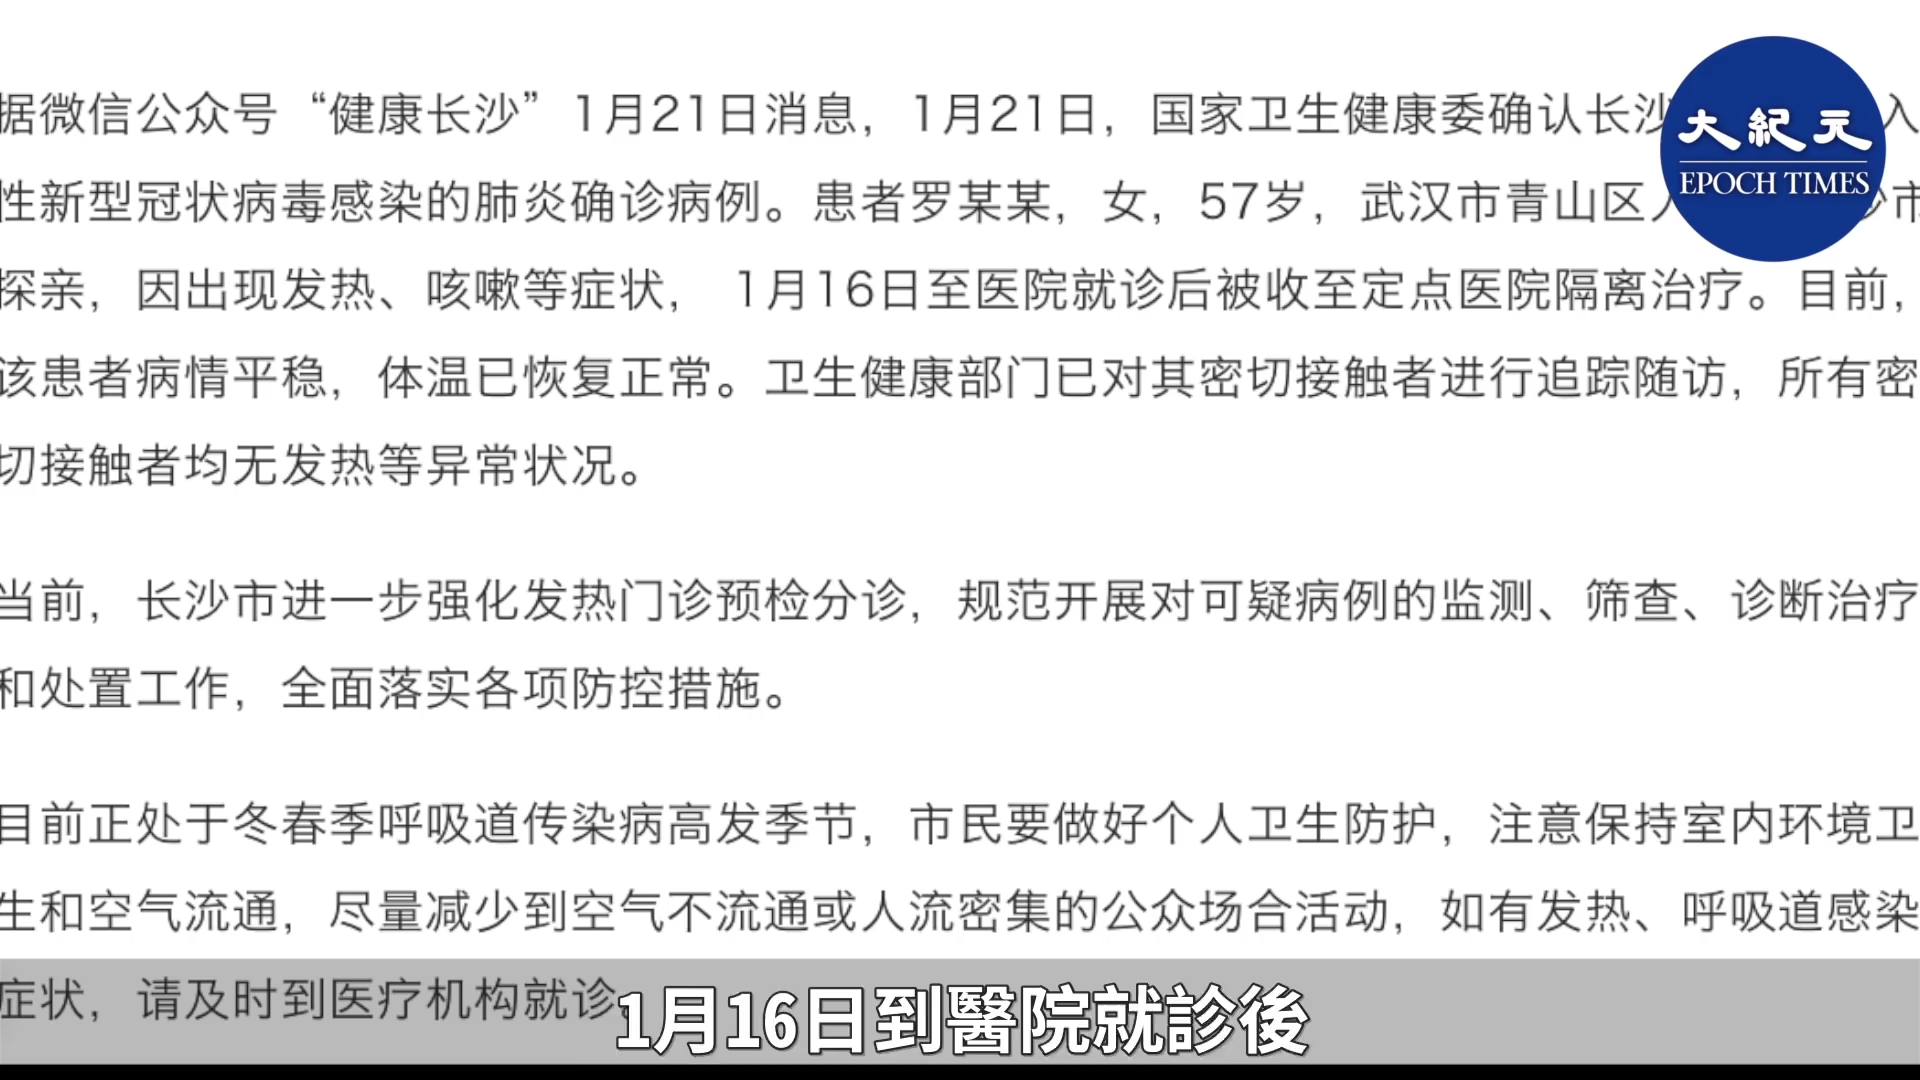 据微信公众号“健康长沙”1月21日消息，1月21日，国家卫生健康委确认长沙 入
性新型冠状病毒感染的肺炎确诊病例。患者罗某某，女，57岁，武汉市青山区人 沙市
探亲，因出现发热、咳嗽等症状， 1月16日至医院就诊后被收至定点医院隔离治疗。目前，
该患者病情平稳，体温已恢复正常。卫生健康部门已对其密切接触者进行追踪随访，所有密
切接触者均无发热等异常状况。
当前，长沙市进一步强化发热门诊预检分诊，规范开展对可疑病例的监测、筛查、诊断治疗
和处置工作，全面落实各项防控措施。
目前正处于冬春季呼吸道传染病高发季节，市民要做好个人卫生防护，注意保持室内环境卫
生和空气流通，尽量减少到空气不流通或人流密集的公众场合活动，如有发热、呼吸道感染
症状，请及时到医疗机构就诊。
大紀元
EPOCH TIMES
1月16日到醫院就診後